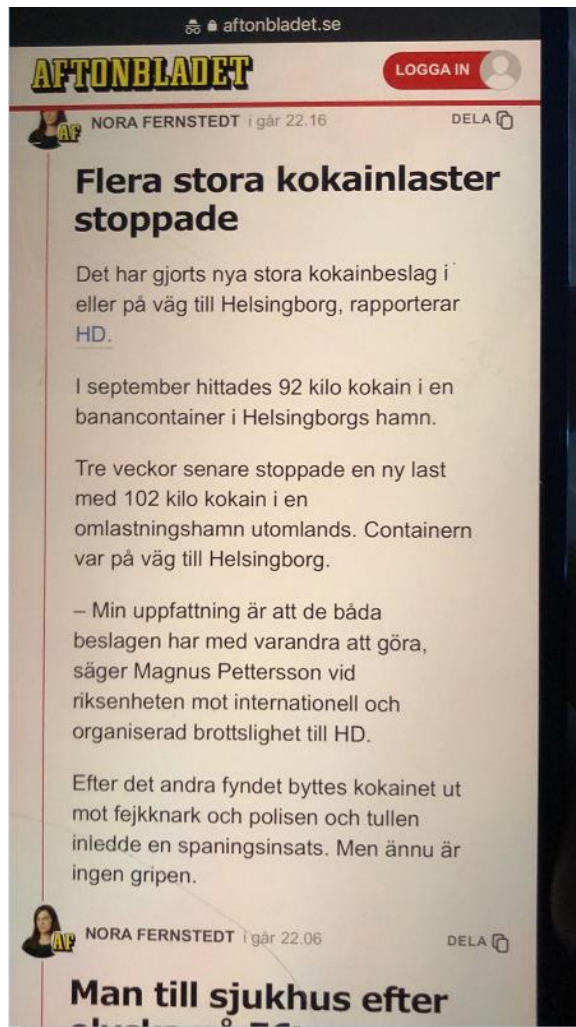 aftonbladet.se
AFTONBLADET
LOGGA IN
AF NORA FERNSTEDT i går 22.16 DELA
Flera stora kokainlaster
stoppade
Det har gjorts nya stora kokainbeslag i
eller på väg till Helsingborg, rapporterar
HD.
I september hittades 92 kilo kokain i en
banancontainer i Helsingborgs hamn.
Tre veckor senare stoppade en ny last
med 102 kilo kokain i en
omlastningshamn utomlands. Containern
var på väg till Helsingborg.
– Min uppfattning är att de båda
beslagen har med varandra att göra,
säger Magnus Pettersson vid
riksenheten mot internationell och
organiserad brottslighet till HD.
Efter det andra fyndet byttes kokainet ut
mot fejkknark och polisen och tullen
inledde en spaningsinsats. Men ännu är
ingen gripen.
AF NORA FERNSTEDT i går 22.06 DELA
Man till sjukhus efter